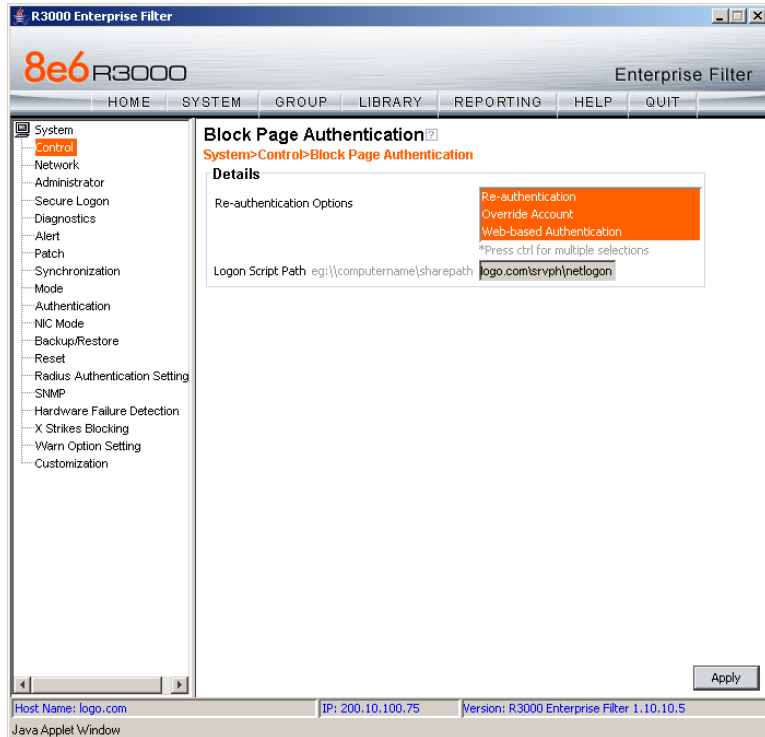 R3000 Enterprise Filter
8e6 R3000
Enterprise Filter
HOME SYSTEM GROUP LIBRARY REPORTING HELP QUIT
System
Control
Network
Administrator
Secure Logon
Diagnostics
Alert
Patch
Synchronization
Mode
Authentication
NIC Mode
Backup/Restore
Reset
Radius Authentication Setting
SNMP
Hardware Failure Detection
X Strikes Blocking
Warn Option Setting
Customization
Block Page Authentication?
System>Control>Block Page Authentication
Details
Re-authentication Options
Re-authentication
Override Account
Web-based Authentication
*Press ctrl for multiple selections
Logon Script Path eg:\\computername\sharepath logo.com\srvph\netlogon
Apply
Host Name: logo.com IP: 200.10.100.75 Version: R3000 Enterprise Filter 1.10.10.5
Java Applet Window